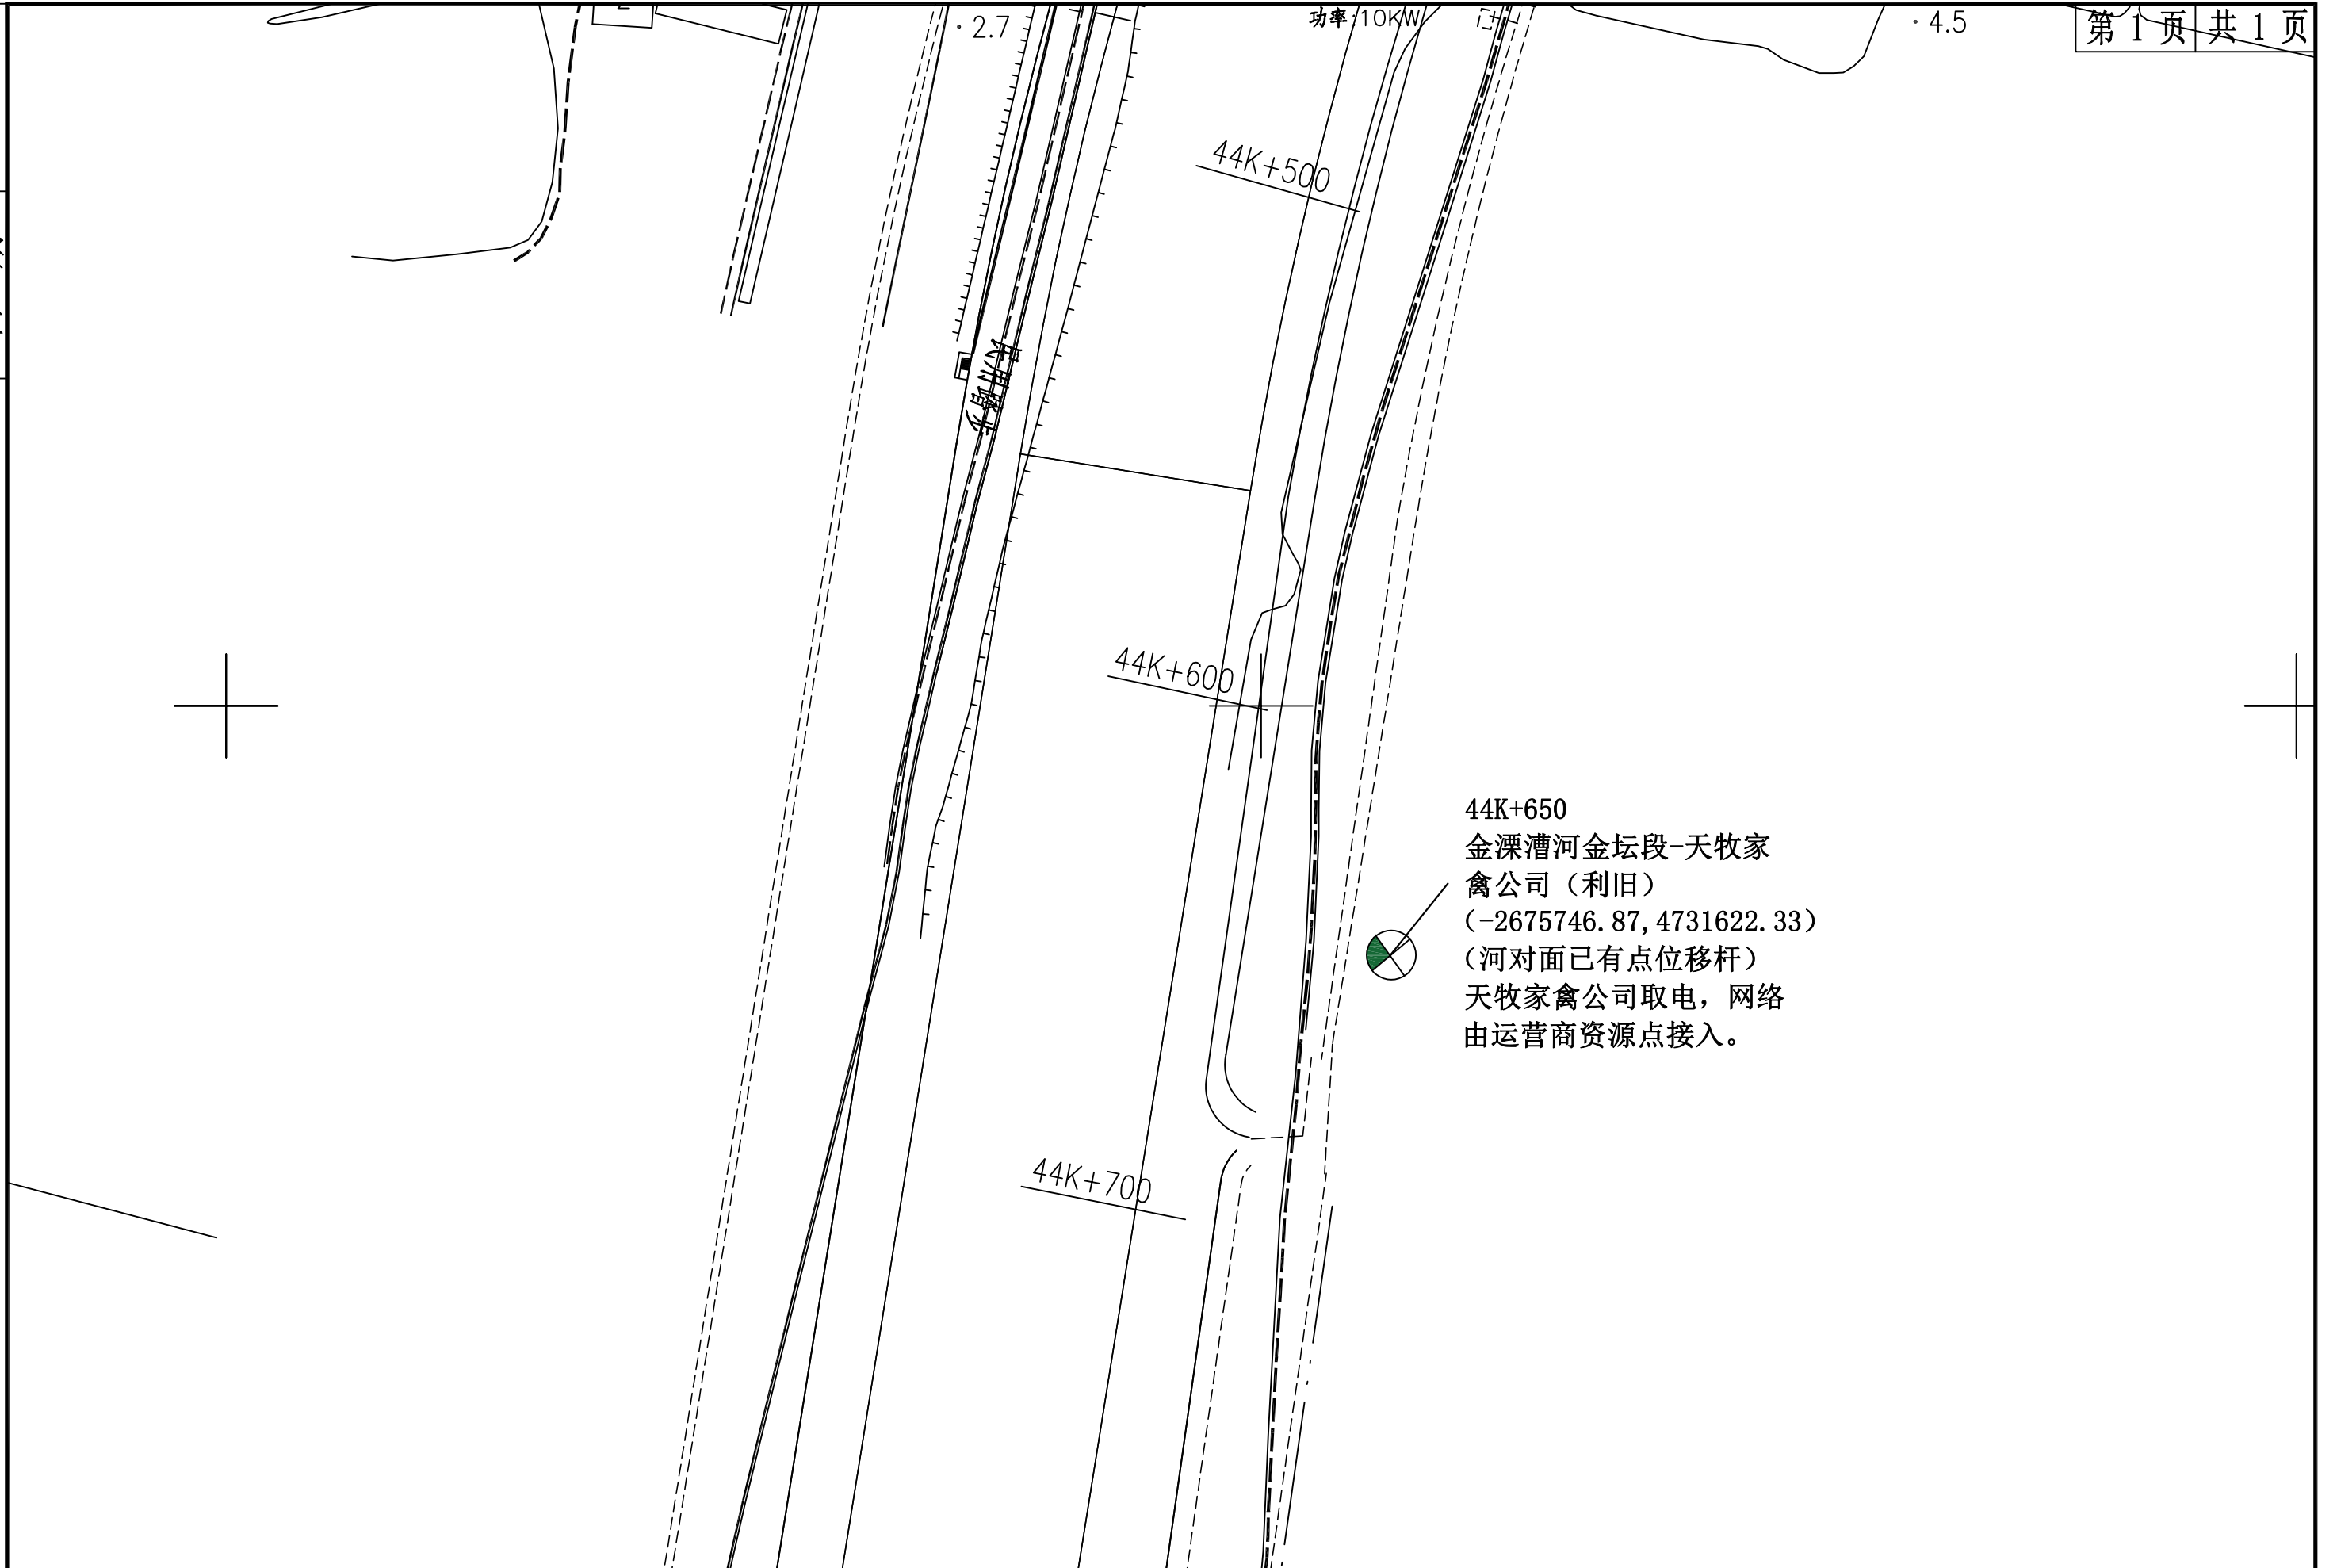 2.7
功率:10KW
4.5
第 1 页
共 1 页
44K+500
44K+600
44K+650
金溧漕河金坛段-天牧家
禽公司（利旧）
(-2675746.87,4731622.33)
（河对面已有点位移杆）
天牧家禽公司取电，网络
由运营商资源点接入。
44K+700